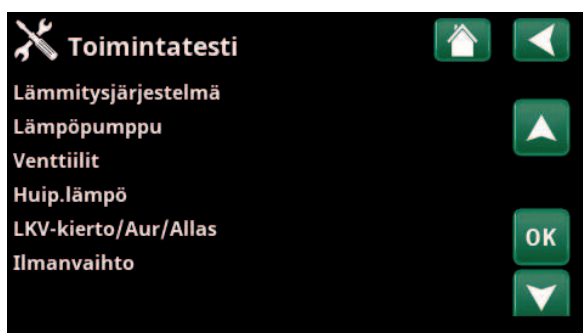 Toimintatesti
Lämmitysjärjestelmä
Lämpöpumppu
Venttiilit
Huip.lämpö
LKV-kierto/Aur/Allas
OK
Ilmanvaihto